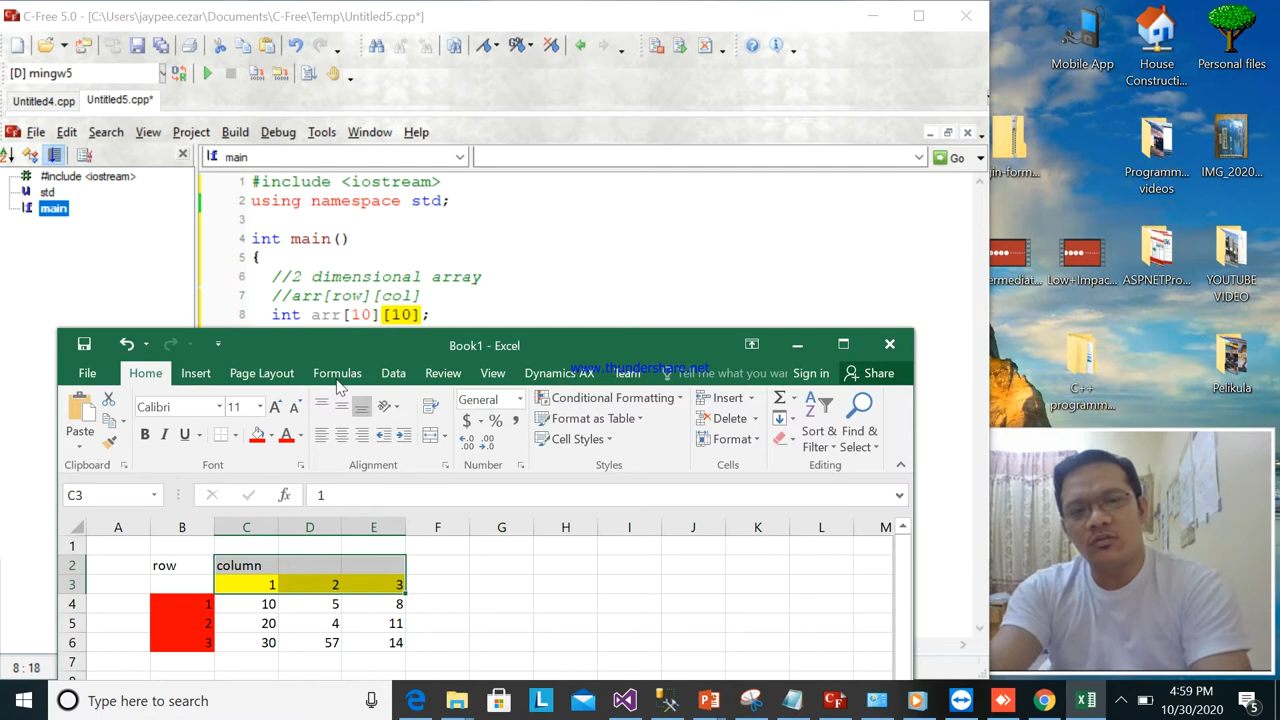 C-Free 5.0 - [C:\Users\jaypee.cezar\Documents\C-Free\Temp\Untitled5.cpp*]
[D] mingw5
Untitled4.cpp Untitled5.cpp*
File Edit Search View Project Build Debug Tools Window Help
main
Go
#include <iostream>
std
main
1 #include <iostream>
2 using namespace std;
3
4 int main()
5 {
6 //2 dimensional array
7 //arr[row][col]
8 int arr[10][10];
Book1 - Excel
www.thundershare.net
File Home Insert Page Layout Formulas Data Review View Dynamics AX Team Tell me what you wa Sign in Share
Paste
Calibri 11
B I U
A A
General
$ % ,
Conditional Formatting
Format as Table
Cell Styles
Insert
Delete
Format
Sort & Filter
Find & Select
Clipboard Font Alignment Number Styles Cells Editing
C3 fx 1
A B C D E F G H I J K L M
1
2 row column
3 1 2 3
4 1 10 5 8
5 2 20 4 11
6 3 30 57 14
7
8 : 18
Mobile App
House Constructi...
Personal files
in-form...
Programm... videos
IMG_2020...
ermediat...
Low+Impac...
ASPNETPro...
YOUTUBE VIDEO
C++ programm...
Pelikula
Type here to search
4:59 PM
10/30/2020
5